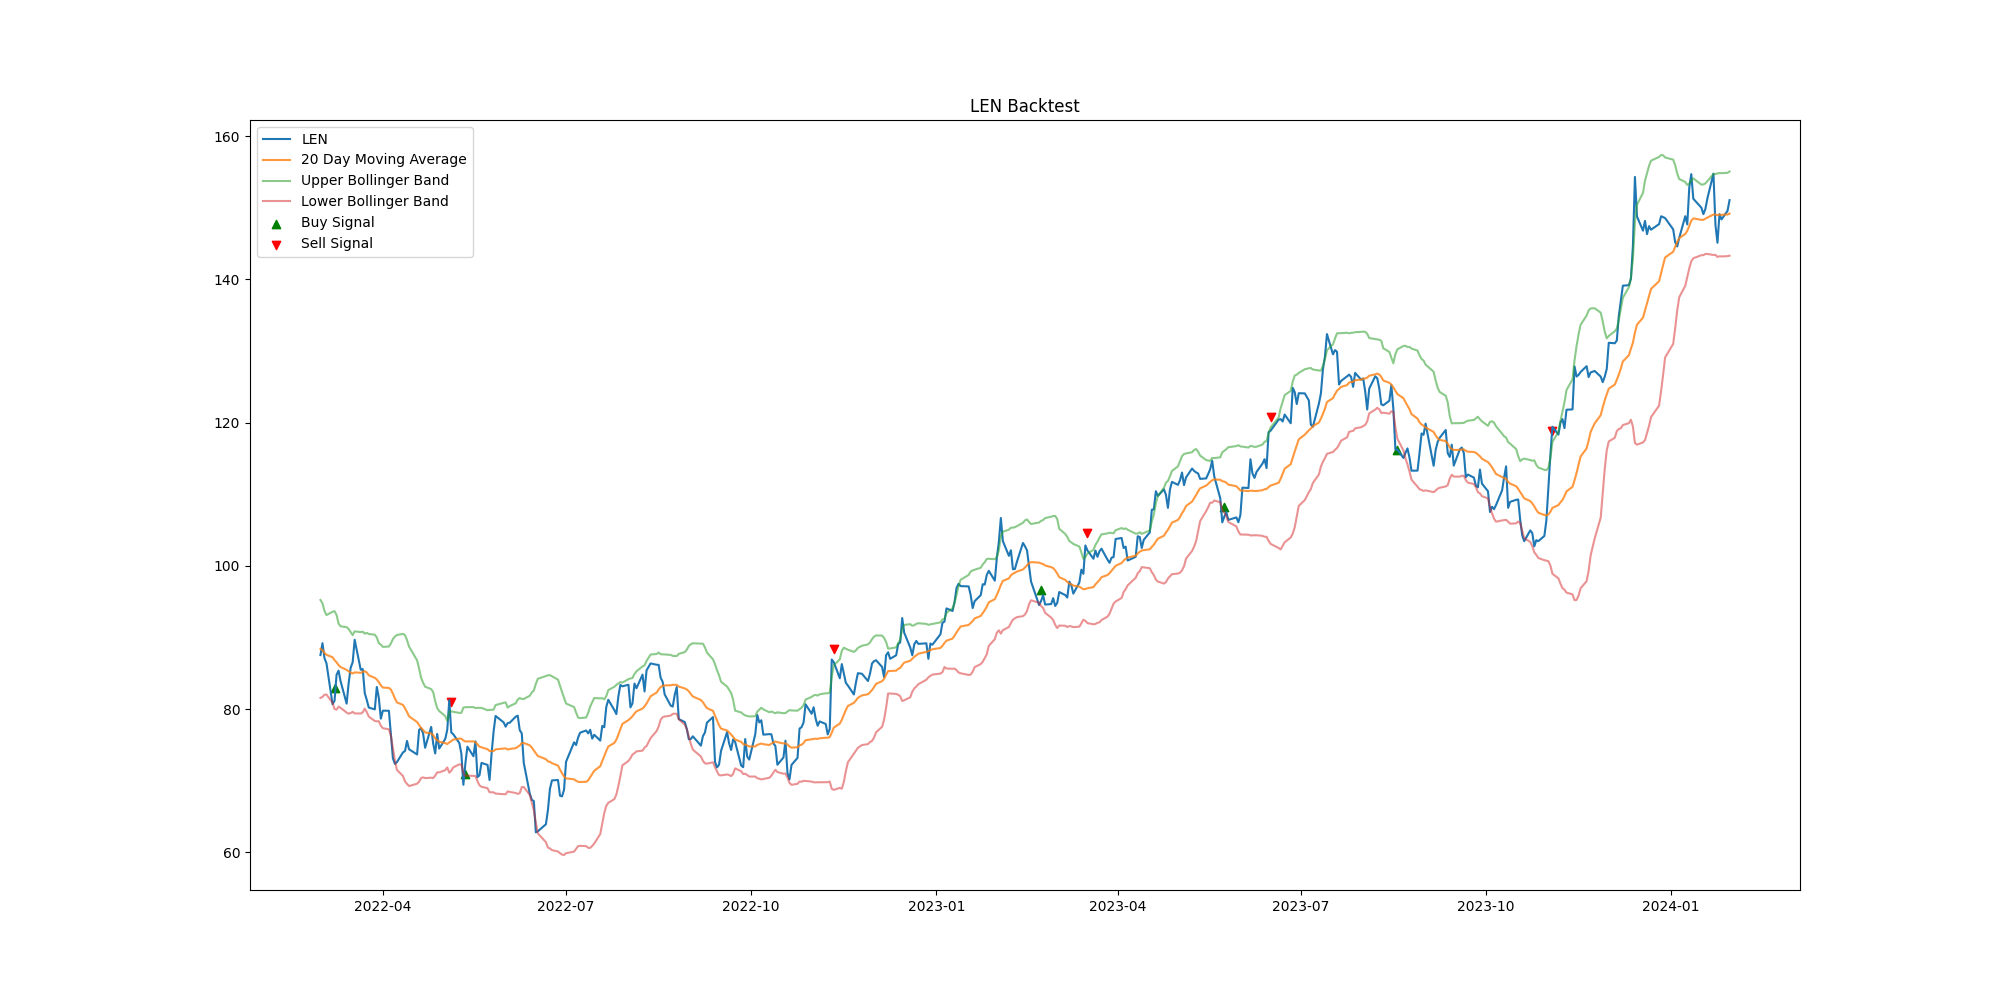 LEN Backtest
LEN
20 Day Moving Average
Upper Bollinger Band
Lower Bollinger Band
Buy Signal
Sell Signal
160
140
120
100
80
60
2022-04
2022-07
2022-10
2023-01
2023-04
2023-07
2023-10
2024-01